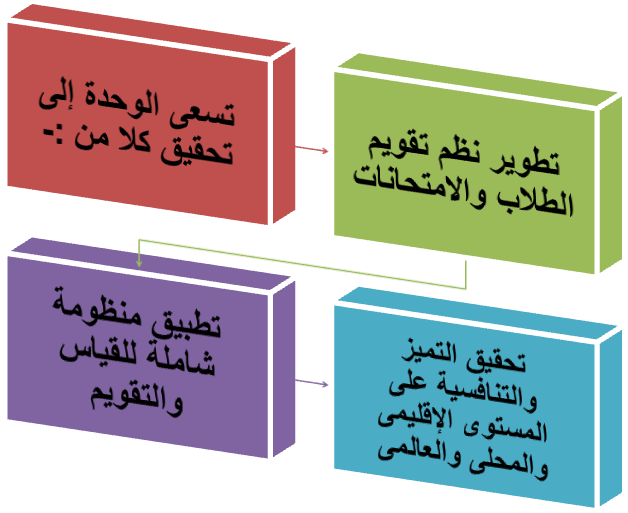 تسعى الوحدة إلى
تحقيق كلا من :-
تطوير نظم تقويم
الطلاب والامتحانات
تطبيق منظومة
شاملة للقياس
والتقويم
تحقيق التميز
والتنافسية على
المستوى الإقليمى
والمحلى والعالمى